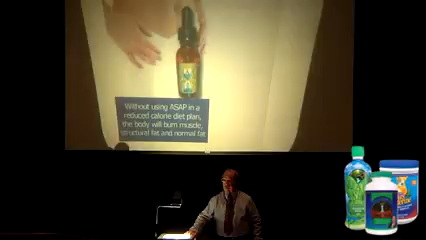 Without using ASAP in a
reduced calorie diet plan,
the body will burn muscle,
structural fat and normal fat